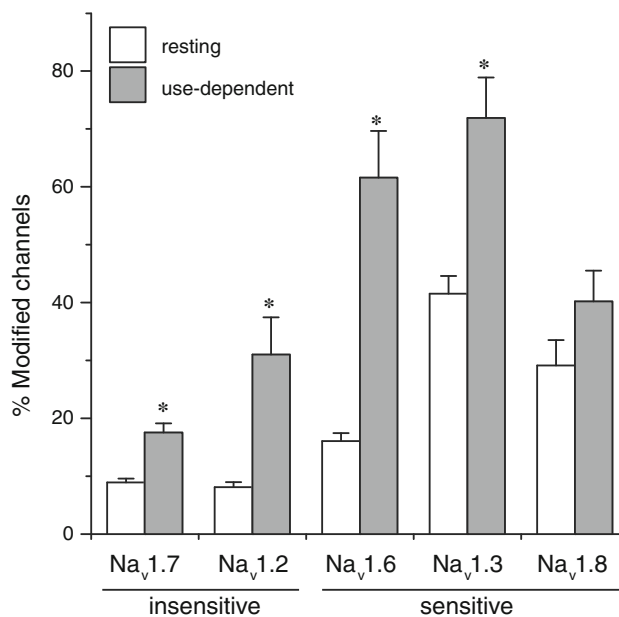 resting
use-dependent
% Modified channels
80
60
40
20
0
*
*
*
*
Nav1.7 Nav1.2 Nav1.6 Nav1.3 Nav1.8
insensitive sensitive